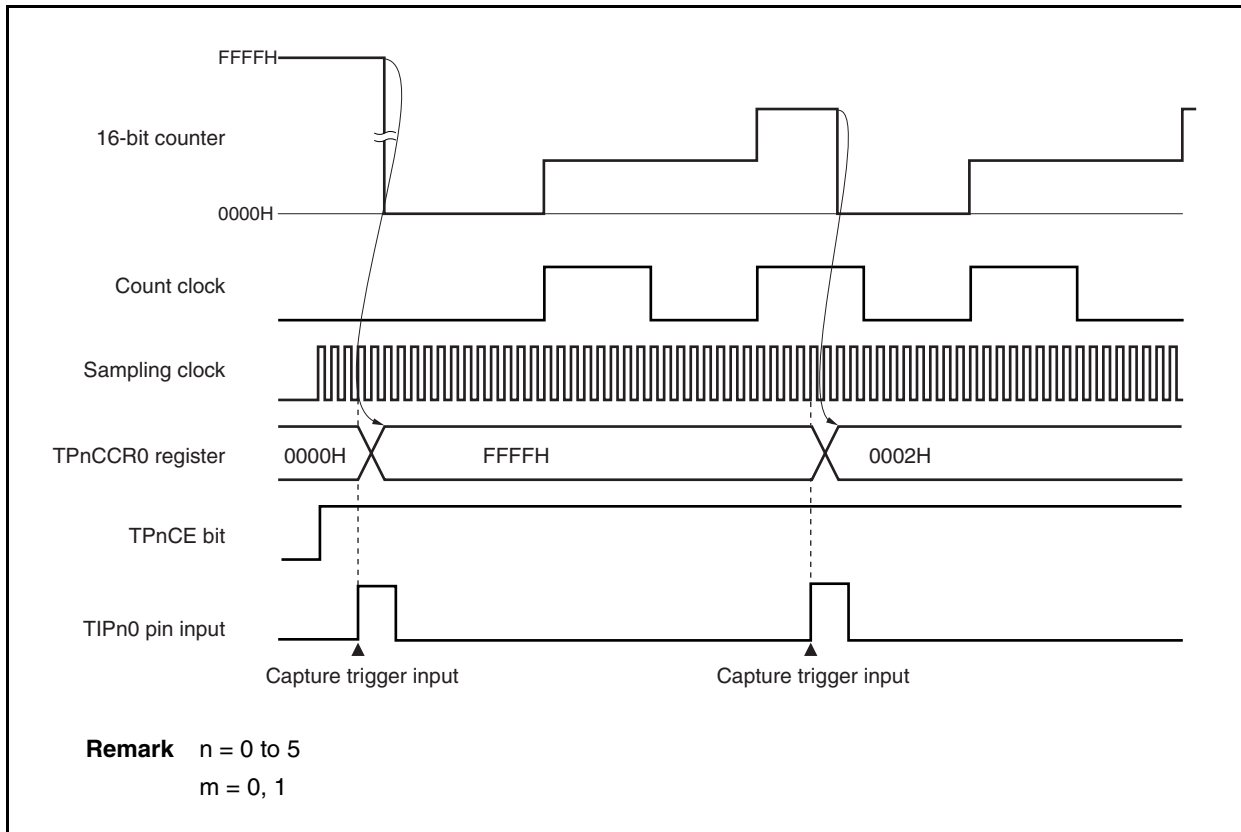 FFFFH
16-bit counter
0000H
Count clock
Sampling clock
TPnCCR0 register
0000H
FFFFH
0002H
TPnCE bit
TIPn0 pin input
Capture trigger input
Capture trigger input
Remark n = 0 to 5
m = 0, 1